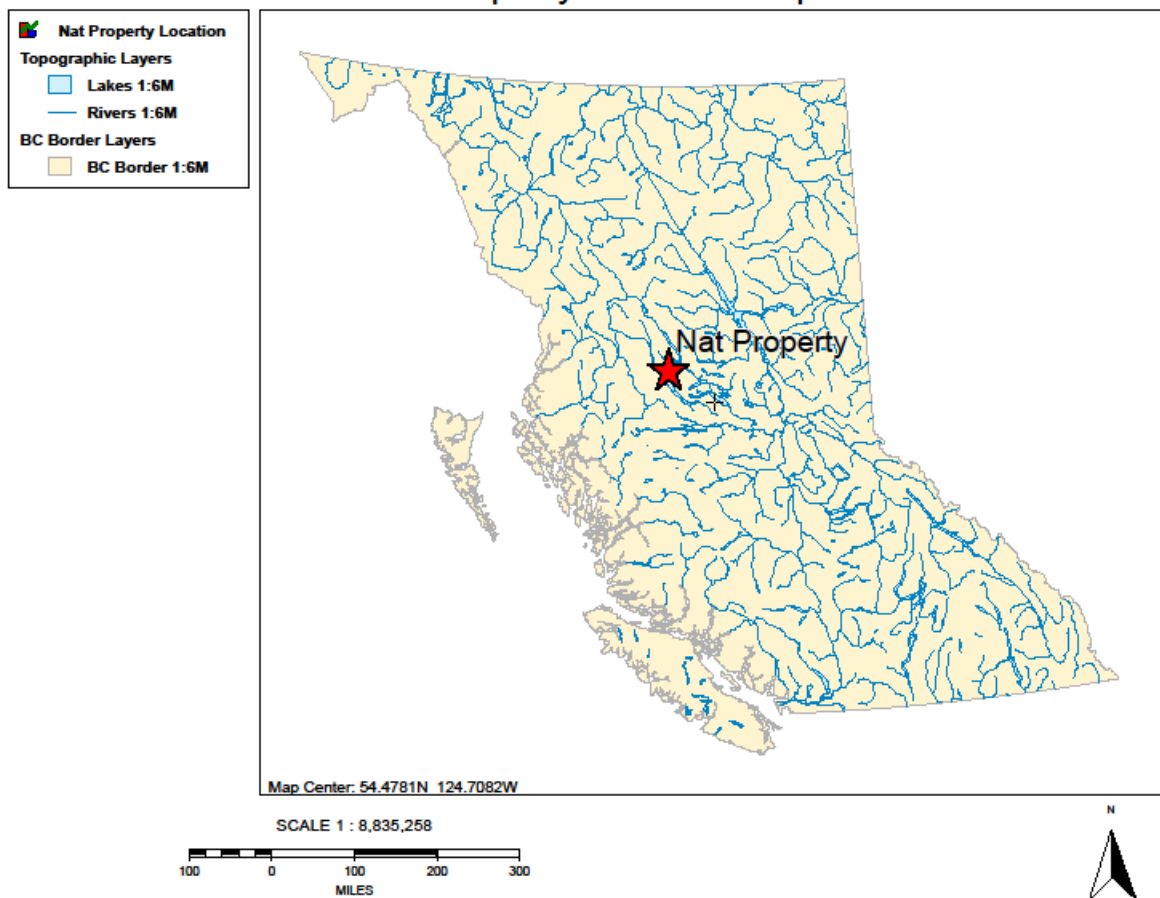 Nat Property Location
Topographic Layers
Lakes 1:6M
Rivers 1:6M
BC Border Layers
BC Border 1:6M
Nat Property
Map Center: 54.4781N 124.7082W
SCALE 1 : 8,835,258
100 0 100 200 300
MILES
N